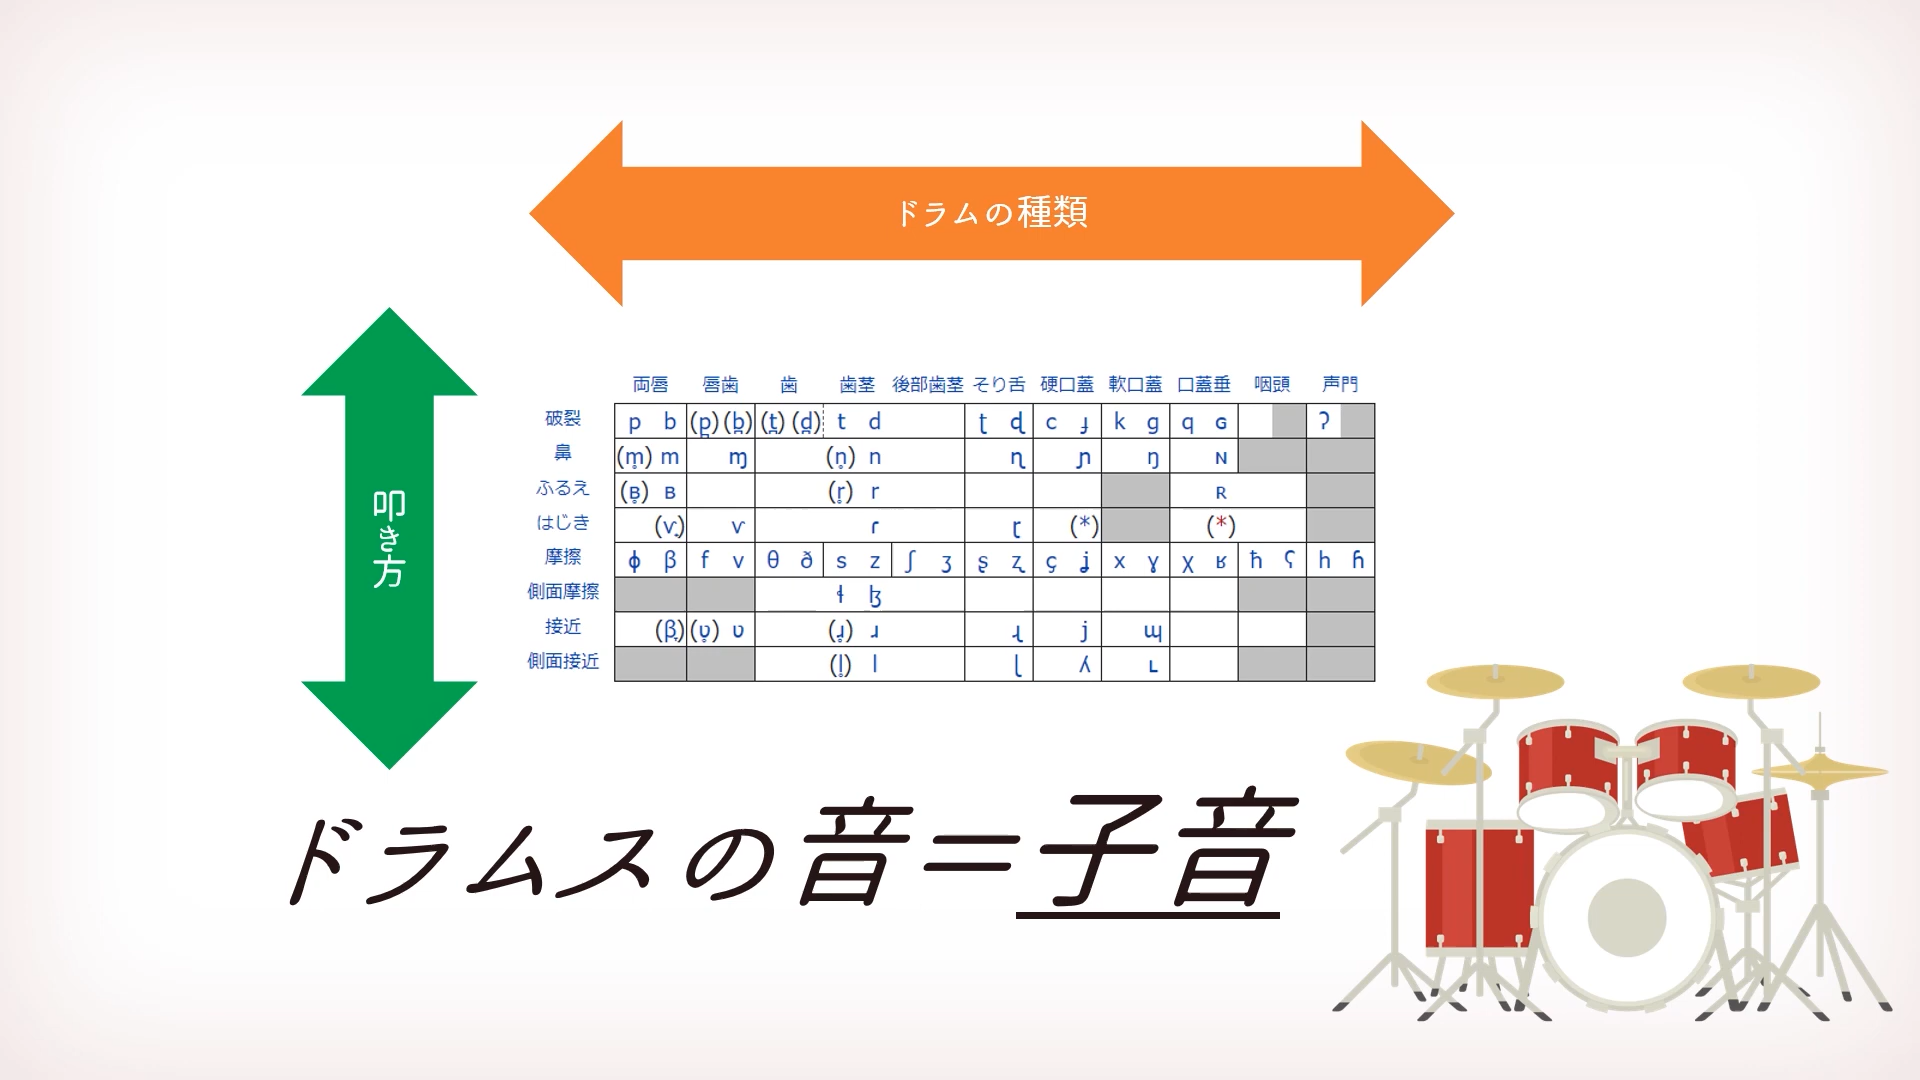 ドラムの種類
叩き方
両唇 唇歯 歯 歯茎 後部歯茎 そり舌 硬口蓋 軟口蓋 口蓋垂 咽頭 声門
破裂 p b (p̪) (b̪) (t̪) (d̪) t d ʈ ɖ c ɟ k g q ɢ ʔ
鼻 (m̥) m ɱ (n̥) n ɳ ɲ ŋ ɴ
ふるえ (ʙ̥) ʙ (r̥) r ʀ
はじき (ⱱ̟) ⱱ ɾ ɽ (*) (*)
摩擦 ɸ β f v θ ð s z ʃ ʒ ʂ ʐ ç ʝ x ɣ χ ʁ ħ ʕ h ɦ
側面摩擦 ɬ ɮ
接近 (β̞) (ʋ̥) ʋ (ɹ̥) ɹ ɻ j ɰ
側面接近 (l̥) l ɭ ʎ ʟ
ドラムスの音=子音